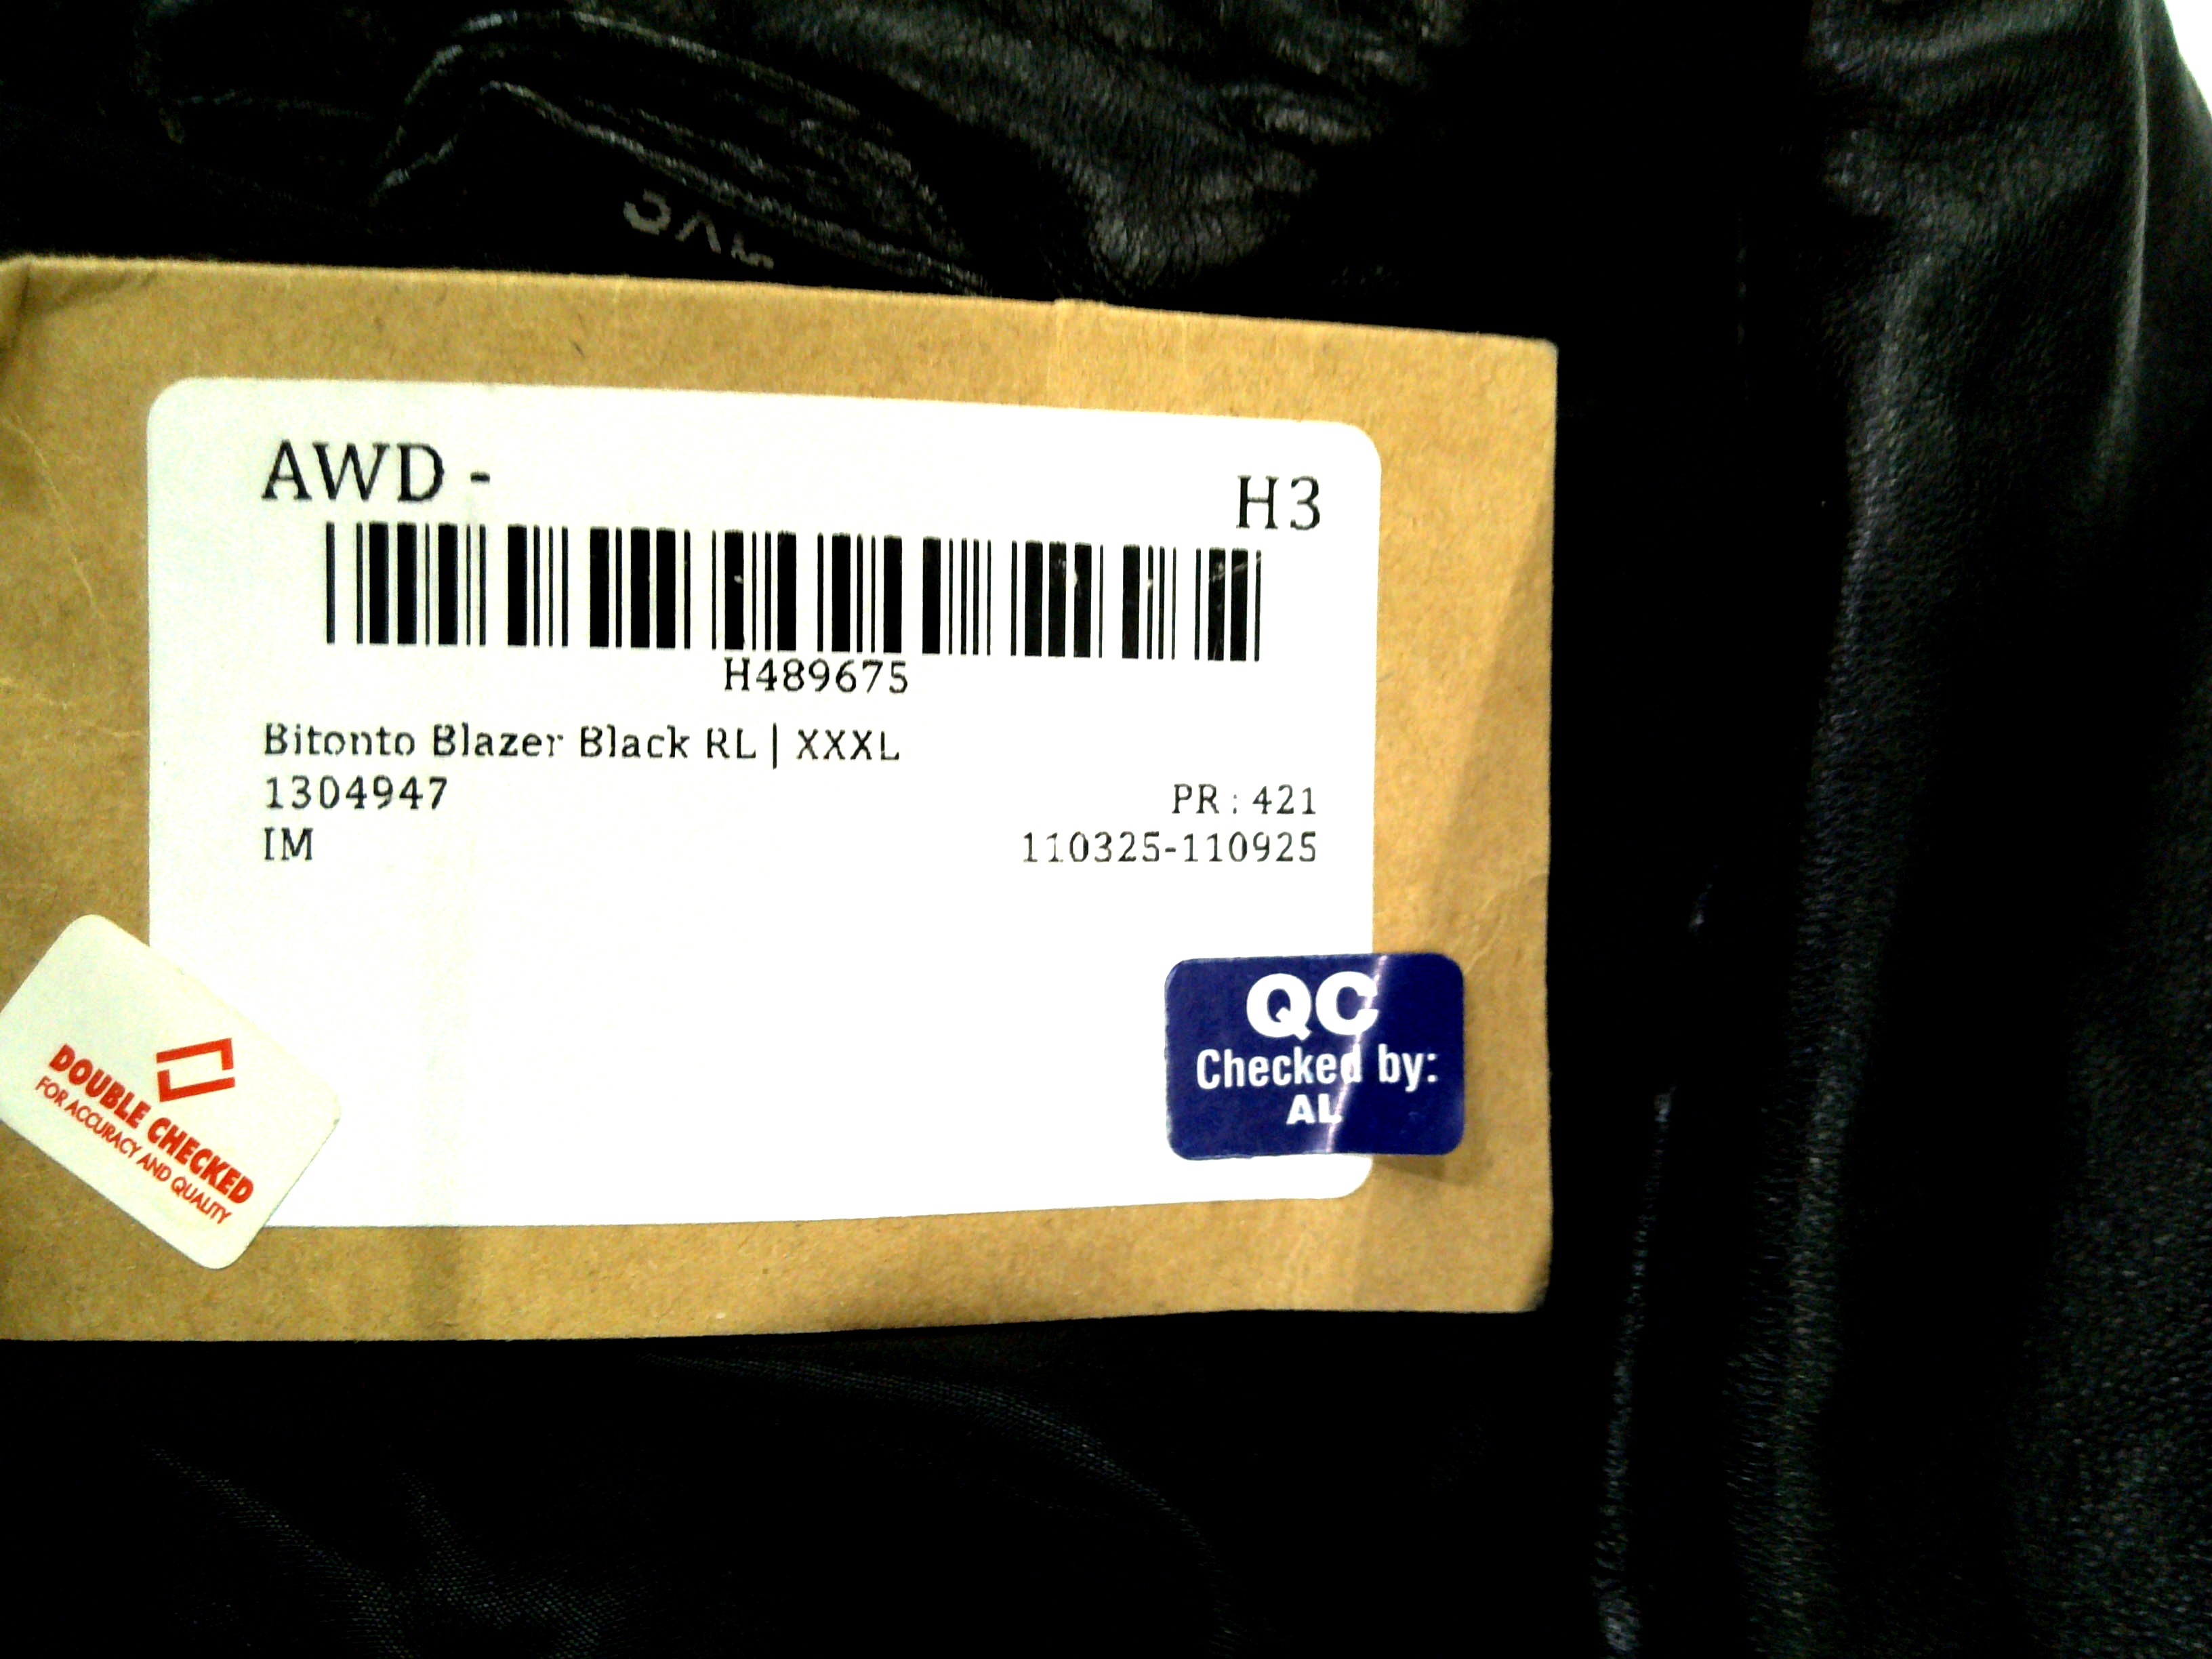 AWD - H3
H489675
Bitonto Blazer Black RL | XXXL
1304947 PR : 421
IM 110325-110925
QC
Checked by:
AL
DOUBLE CHECKED
FOR ACCURACY AND QUALITY